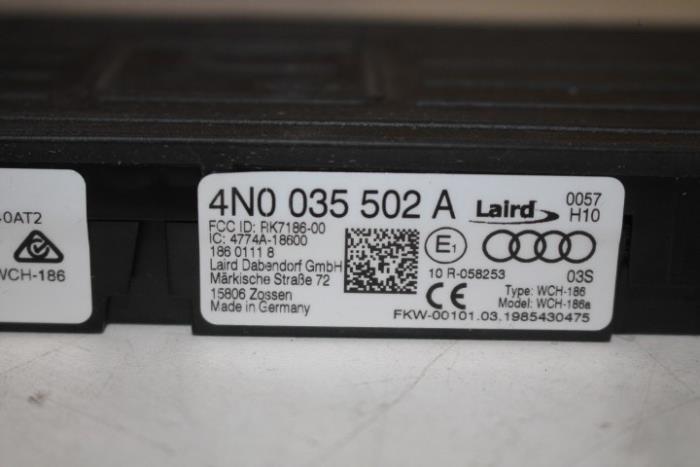 0AT2
WCH-186
4N0 035 502 A
FCC ID: RK7186-00
IC: 4774A-18600
186 0111 8
Laird Dabendorf GmbH
Märkische Straße 72
15806 Zossen
Made in Germany
E1
10 R-058253
CE
Laird
0057
H10
03S
Type: WCH-186
Model: WCH-186a
FKW-00101.03.1985430475